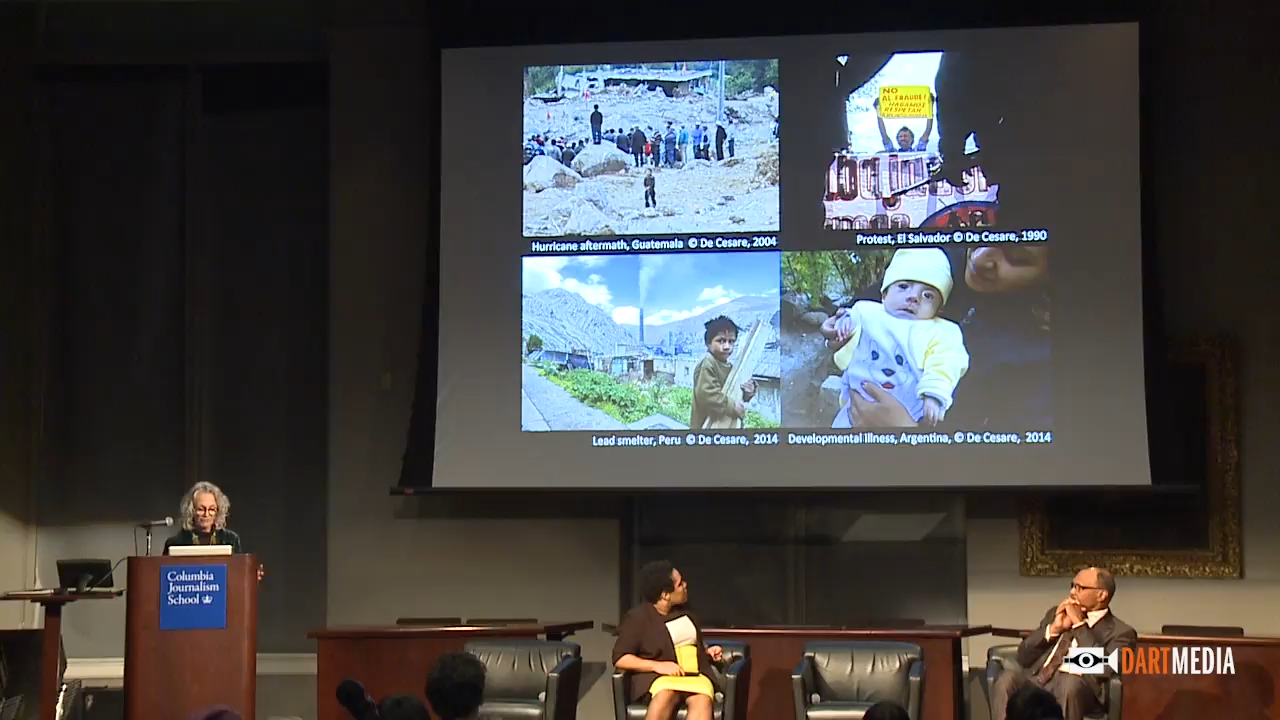 NO
AL FRAUDE!
HAGAMOS
RESPETAR
Hurricane aftermath, Guatemala © De Cesare, 2004
Protest, El Salvador © De Cesare, 1990
Lead smelter, Peru © De Cesare, 2014
Developmental Illness, Argentina, © De Cesare, 2014
Columbia
Journalism
School
DARTMEDIA